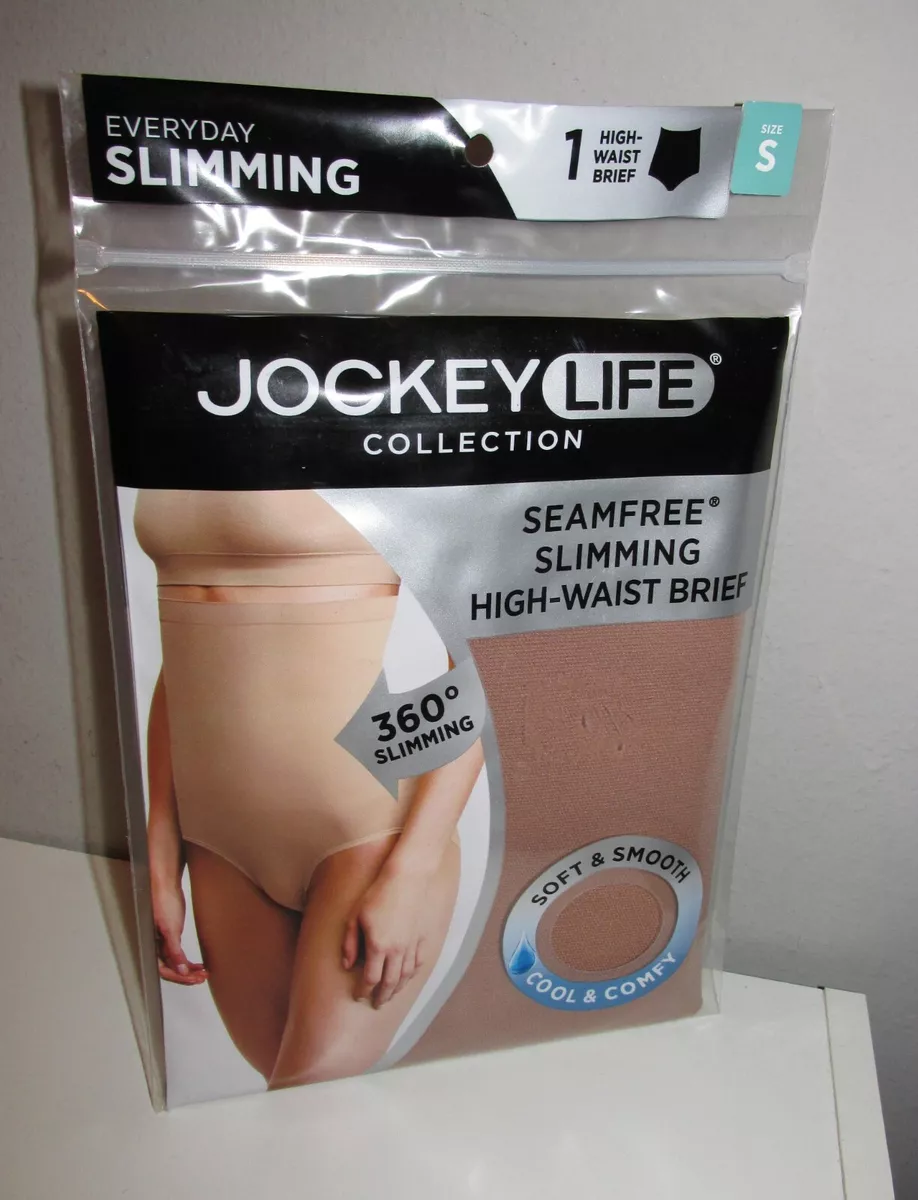 EVERYDAY
SLIMMING
1 HIGH-
WAIST
BRIEF
SIZE
S
JOCKEY LIFE®
COLLECTION
SEAMFREE®
SLIMMING
HIGH-WAIST BRIEF
360°
SLIMMING
SOFT & SMOOTH
COOL & COMFY